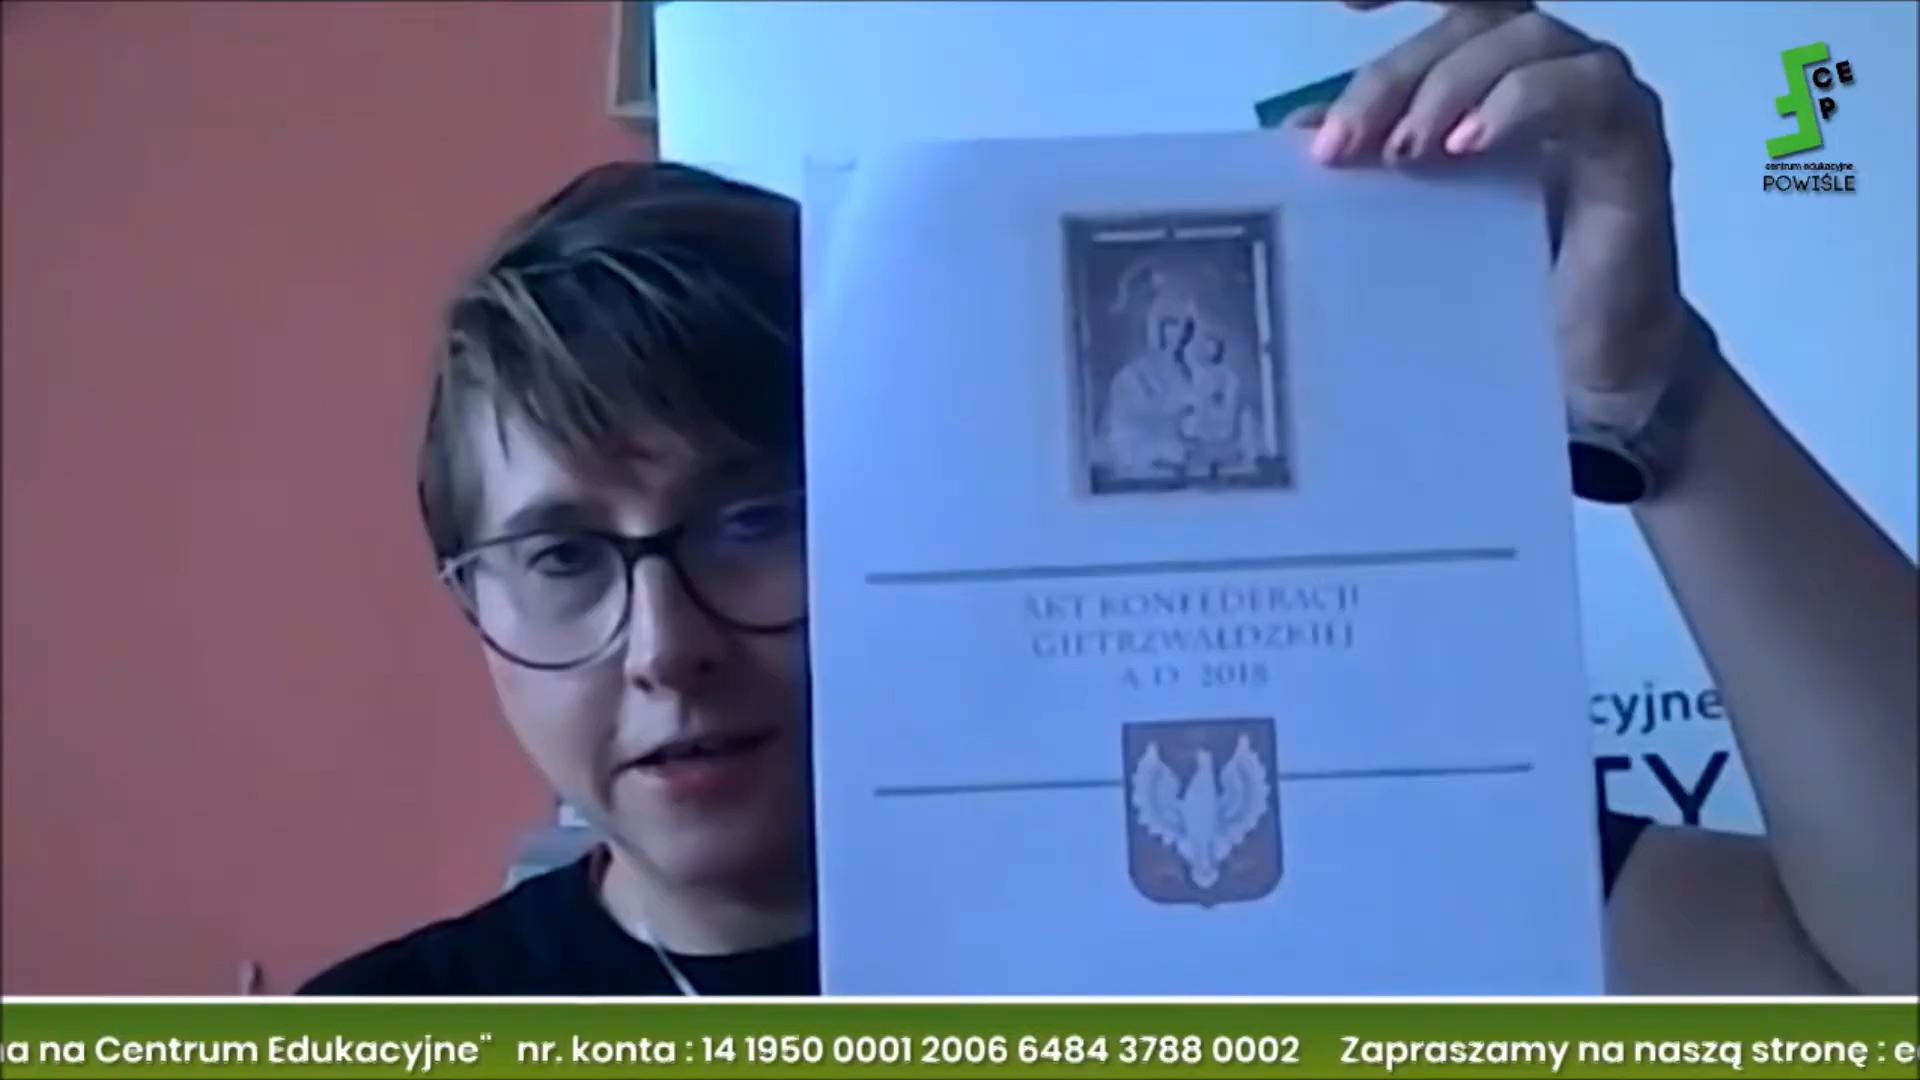 CE
P
centrum edukacyjne
POWIŚLE
AKT KONFEDERACJI
GIETRZWAŁDZKIEJ
A D 2018
cyjne
TY
a na Centrum Edukacyjne" nr. konta : 14 1950 0001 2006 6484 3788 0002 Zapraszamy na naszą stronę : e